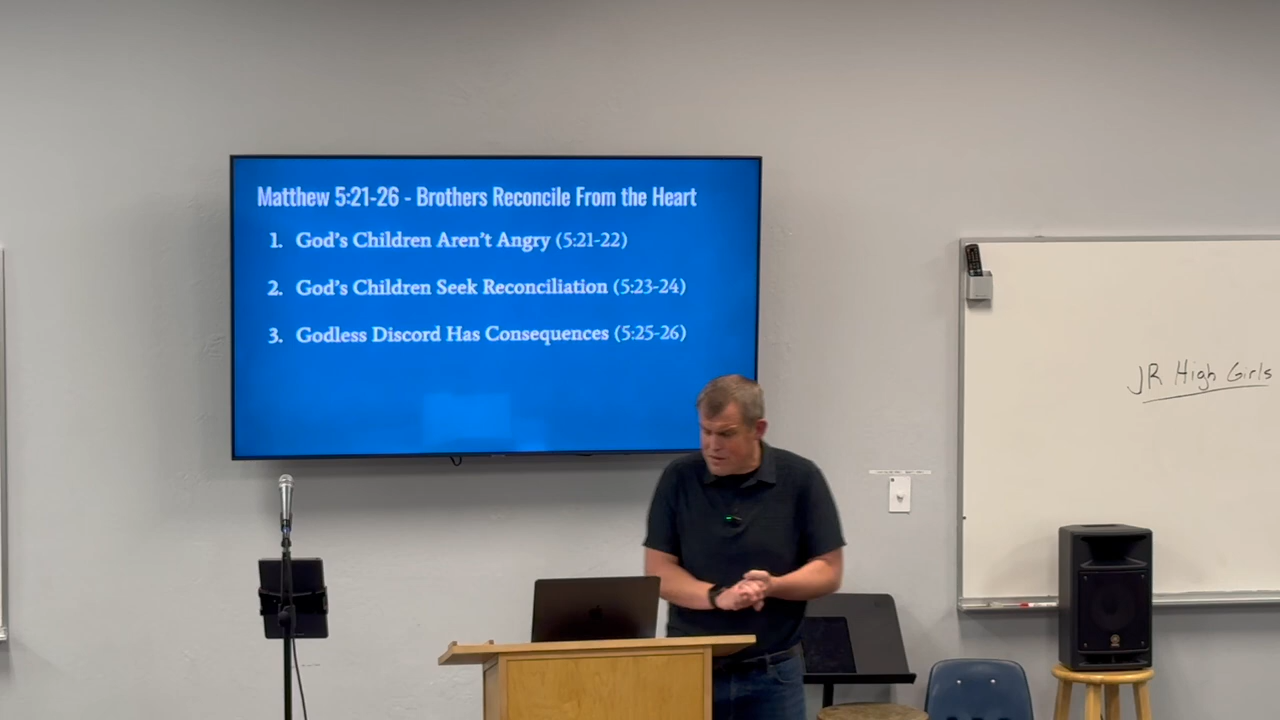 Matthew 5:21-26 - Brothers Reconcile From the Heart
1. God's Children Aren't Angry (5:21-22)
2. God's Children Seek Reconciliation (5:23-24)
3. Godless Discord Has Consequences (5:25-26)
JR High Girls